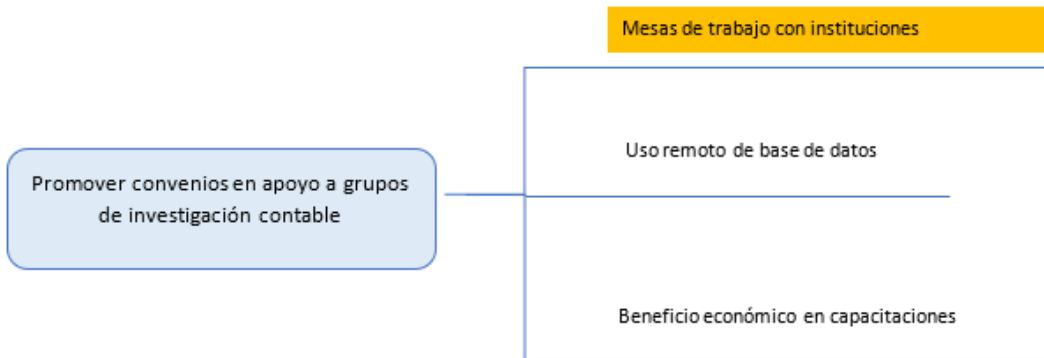 Mesas de trabajo con instituciones
Uso remoto de base de datos
Promover convenios en apoyo a grupos
de investigación contable
Beneficio económico en capacitaciones